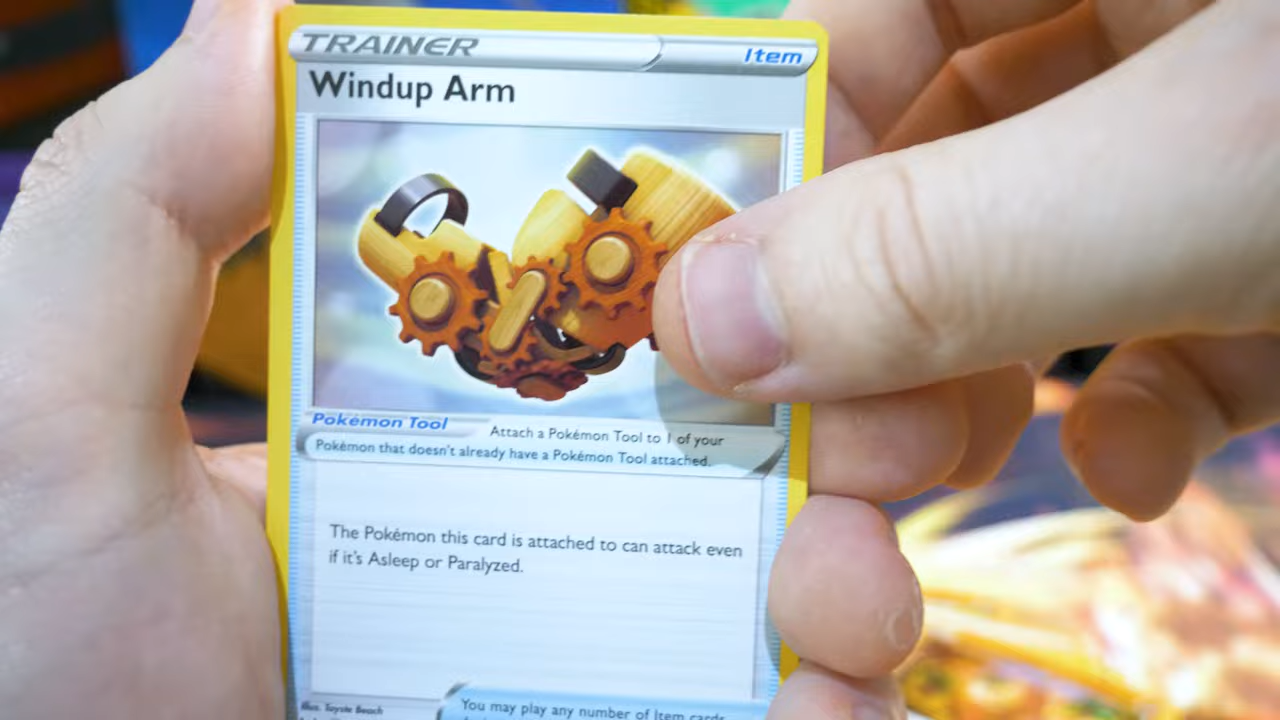 TRAINER
Item
Windup Arm
Pokémon Tool
Attach a Pokémon Tool to 1 of your
Pokémon that doesn't already have a Pokémon Tool attached.
The Pokémon this card is attached to can attack even
if it's Asleep or Paralyzed.
Illus. Toyste Beach
You may play any number of Item cards